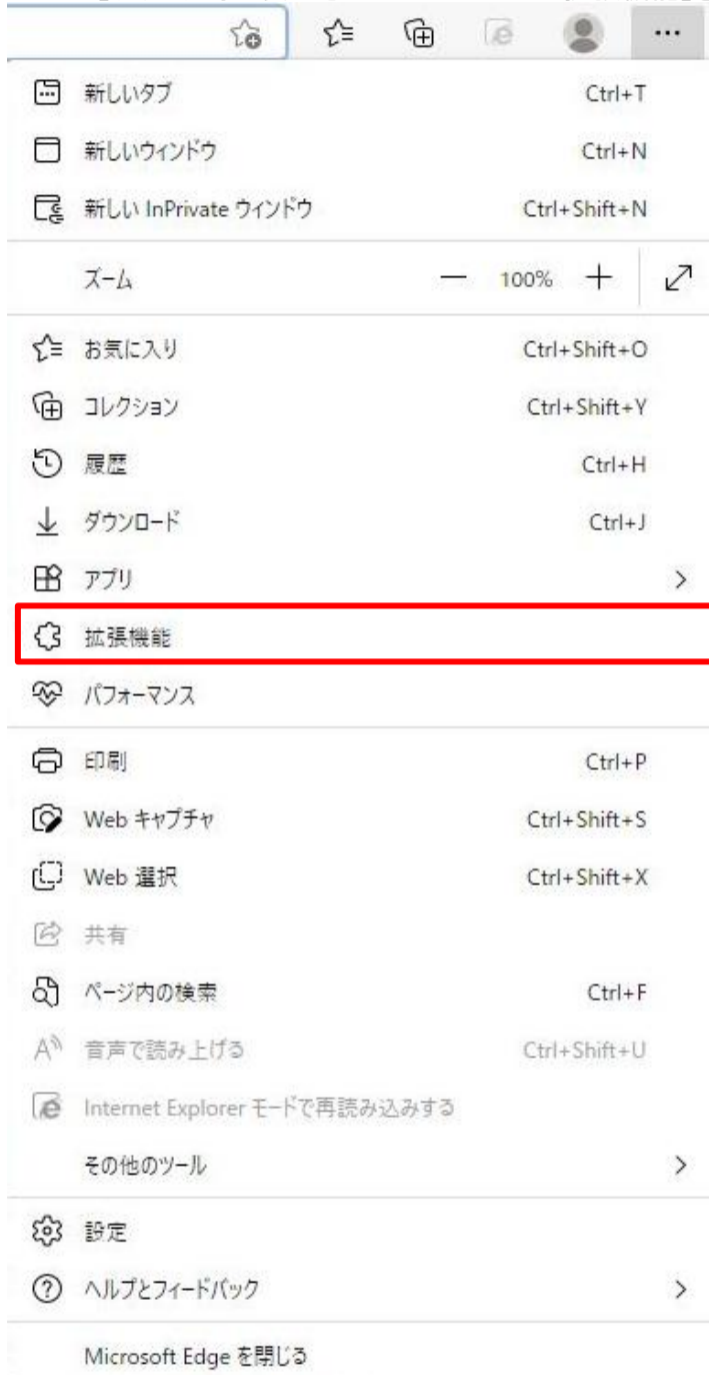 新しいタブ Ctrl+T
新しいウィンドウ Ctrl+N
新しい InPrivate ウィンドウ Ctrl+Shift+N
ズーム — 100% +
お気に入り Ctrl+Shift+O
コレクション Ctrl+Shift+Y
履歴 Ctrl+H
ダウンロード Ctrl+J
アプリ
拡張機能
パフォーマンス
印刷 Ctrl+P
Web キャプチャ Ctrl+Shift+S
Web 選択 Ctrl+Shift+X
共有
ページ内の検索 Ctrl+F
音声で読み上げる Ctrl+Shift+U
Internet Explorer モードで再読み込みする
その他のツール
設定
ヘルプとフィードバック
Microsoft Edge を閉じる